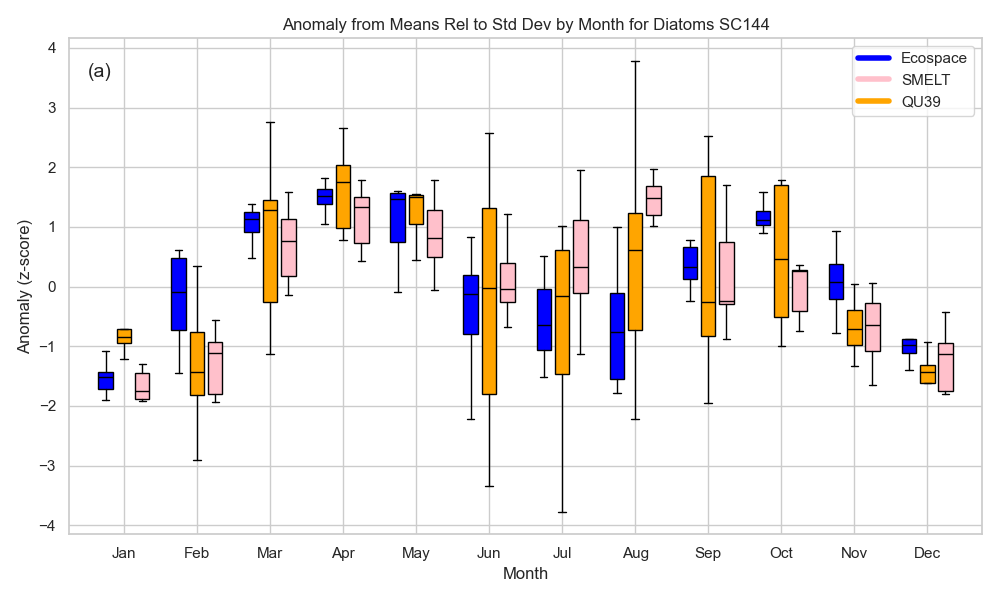 Anomaly from Means Rel to Std Dev by Month for Diatoms SC144
(a)
Ecospace
SMELT
QU39
Anomaly (z-score)
4
3
2
1
0
−1
−2
−3
−4
Jan Feb Mar Apr May Jun Jul Aug Sep Oct Nov Dec
Month